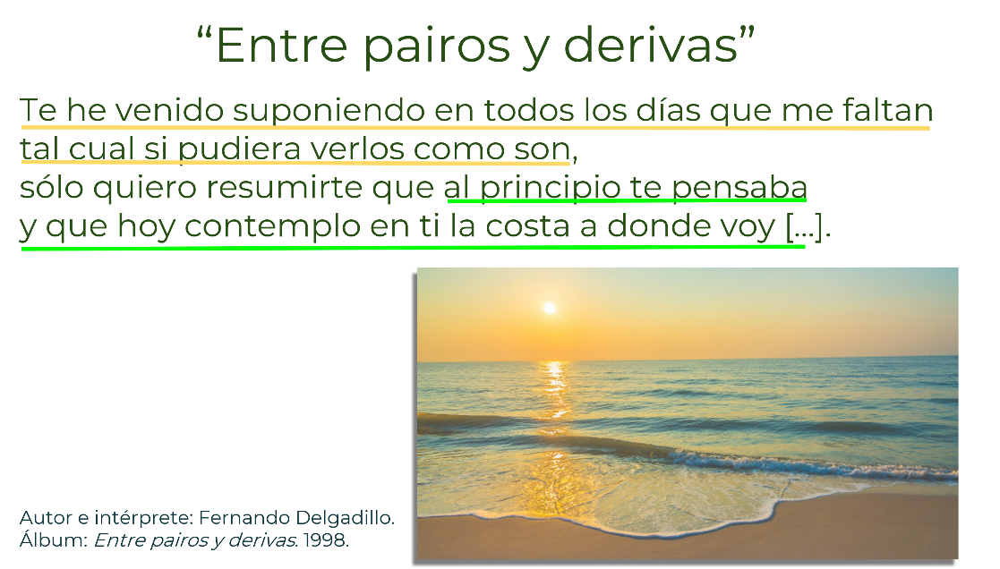 “Entre pairos y derivas”
Te he venido suponiendo en todos los días que me faltan
tal cual si pudiera verlos como son,
sólo quiero resumirte que al principio te pensaba
y que hoy contemplo en ti la costa a donde voy [...].
Autor e intérprete: Fernando Delgadillo.
Álbum: Entre pairos y derivas. 1998.